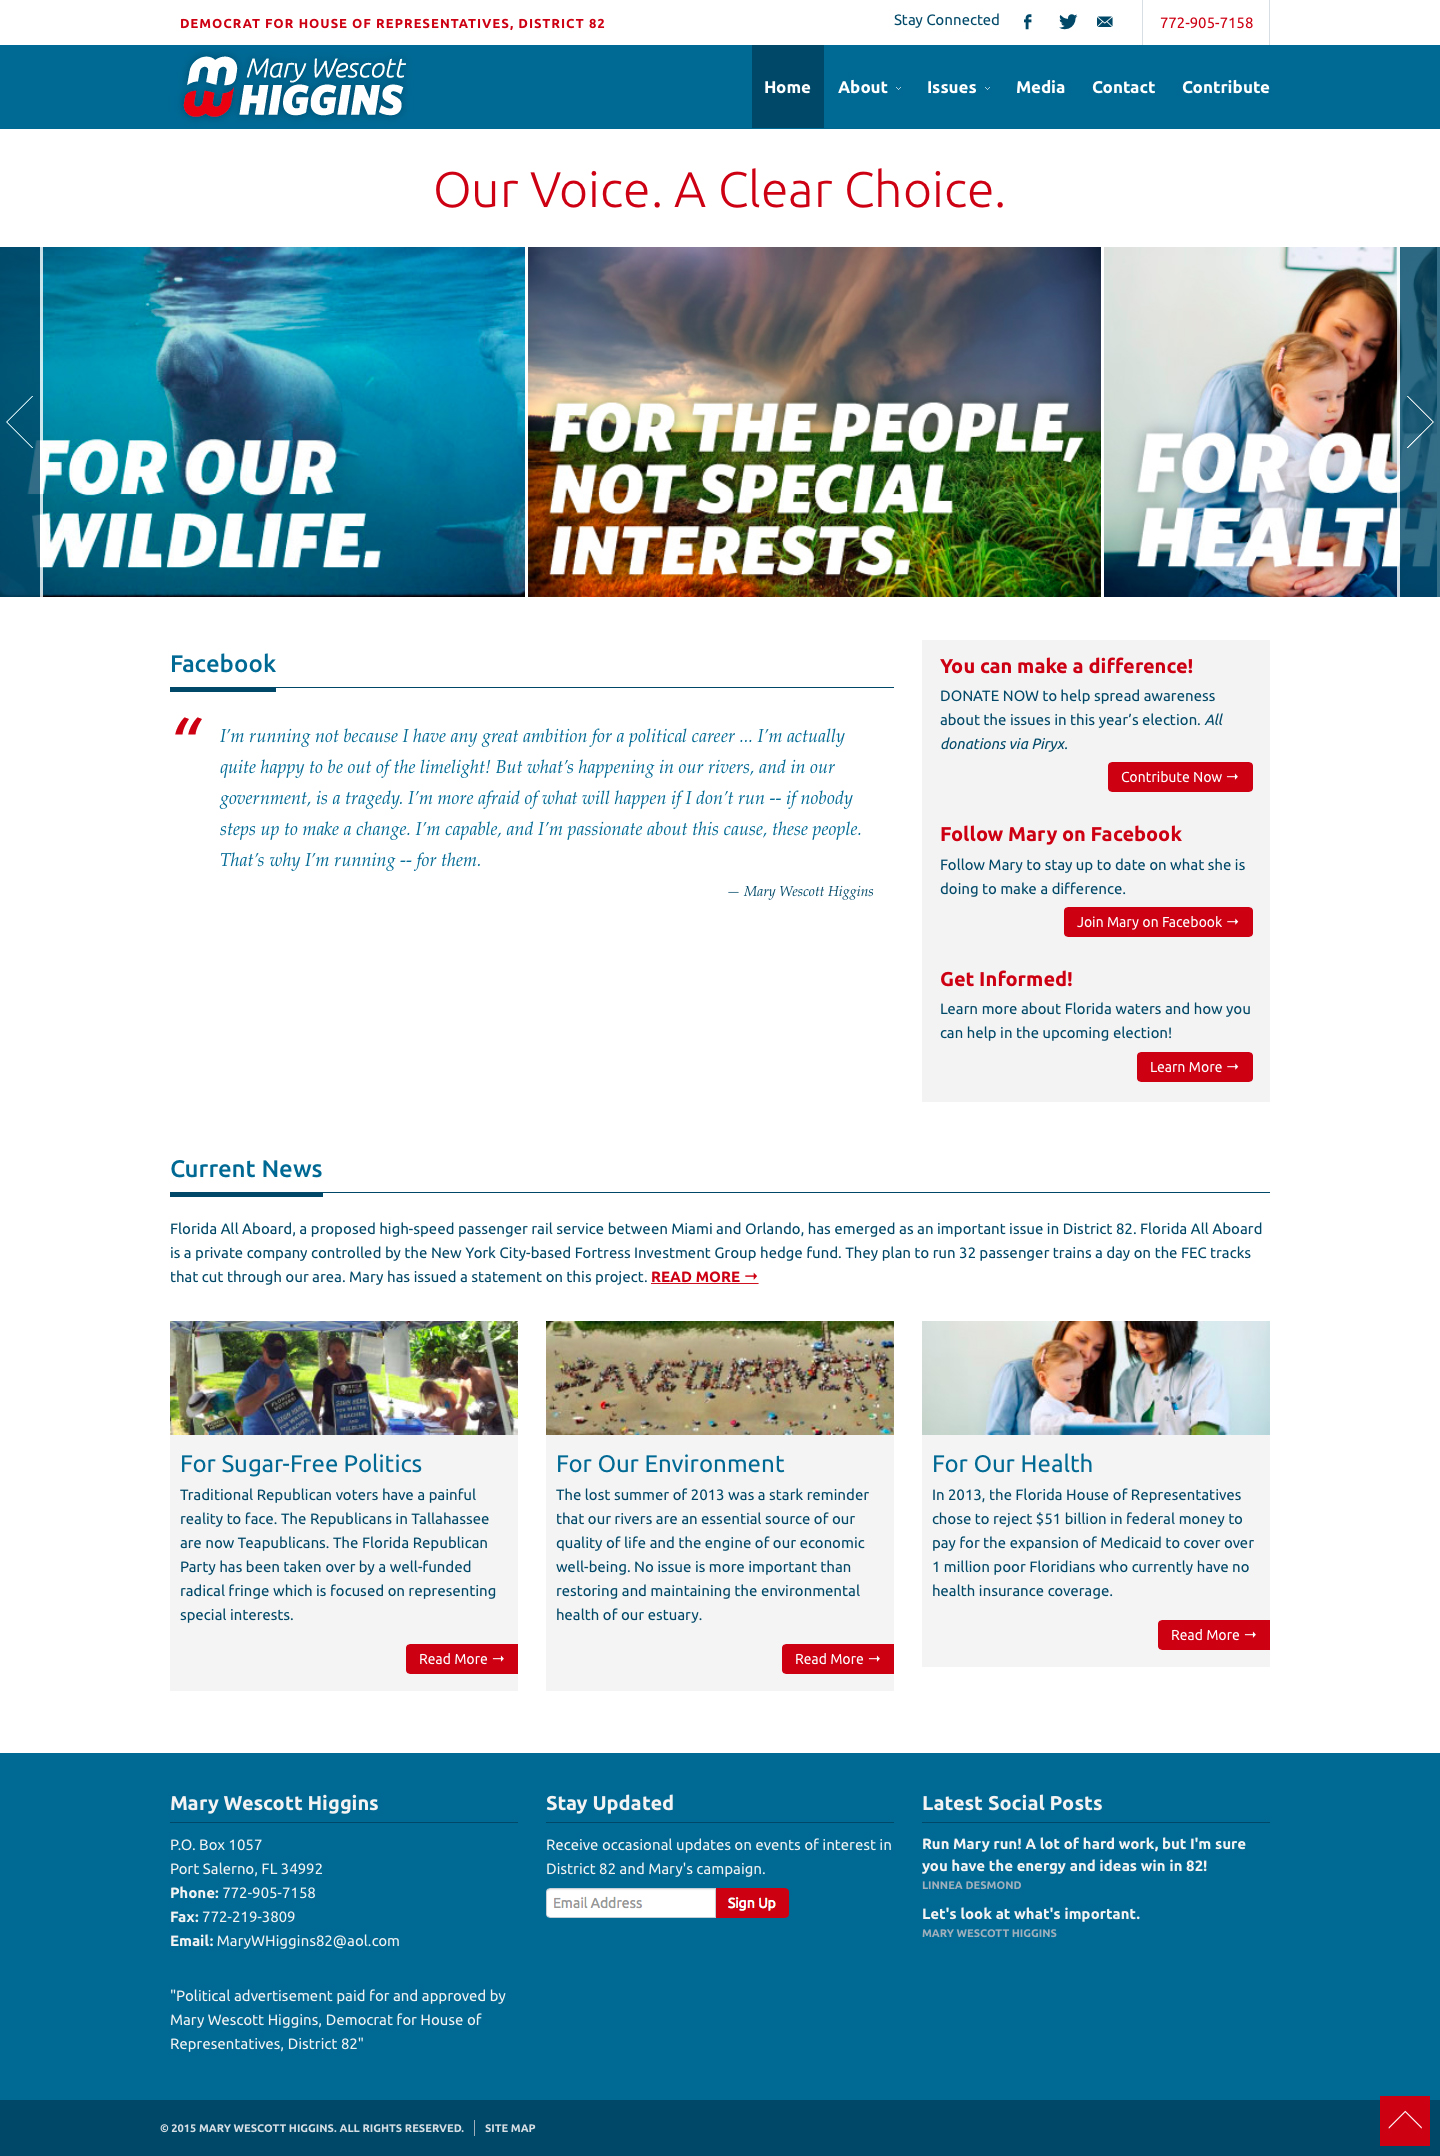 DEMOCRAT FOR HOUSE OF REPRESENTATIVES, DISTRICT 82
Stay Connected
772-905-7158
Mary Wescott
HIGGINS
Home About Issues Media Contact Contribute
Our Voice. A Clear Choice.
FOR OUR
WILDLIFE.
FOR THE PEOPLE,
NOT SPECIAL
INTERESTS.
FOR OU
HEALTH
Facebook
“ I’m running not because I have any great ambition for a political career ... I’m actually
quite happy to be out of the limelight! But what’s happening in our rivers, and in our
government, is a tragedy. I’m more afraid of what will happen if I don’t run -- if nobody
steps up to make a change. I’m capable, and I’m passionate about this cause, these people.
That’s why I’m running -- for them.
— Mary Wescott Higgins
You can make a difference!
DONATE NOW to help spread awareness
about the issues in this year’s election. All
donations via Piryx.
Contribute Now →
Follow Mary on Facebook
Follow Mary to stay up to date on what she is
doing to make a difference.
Join Mary on Facebook →
Get Informed!
Learn more about Florida waters and how you
can help in the upcoming election!
Learn More →
Current News
Florida All Aboard, a proposed high-speed passenger rail service between Miami and Orlando, has emerged as an important issue in District 82. Florida All Aboard
is a private company controlled by the New York City-based Fortress Investment Group hedge fund. They plan to run 32 passenger trains a day on the FEC tracks
that cut through our area. Mary has issued a statement on this project. READ MORE →
SAVE OUR RIVER
For Sugar-Free Politics
Traditional Republican voters have a painful
reality to face. The Republicans in Tallahassee
are now Teapublicans. The Florida Republican
Party has been taken over by a well-funded
radical fringe which is focused on representing
special interests.
Read More →
For Our Environment
The lost summer of 2013 was a stark reminder
that our rivers are an essential source of our
quality of life and the engine of our economic
well-being. No issue is more important than
restoring and maintaining the environmental
health of our estuary.
Read More →
For Our Health
In 2013, the Florida House of Representatives
chose to reject $51 billion in federal money to
pay for the expansion of Medicaid to cover over
1 million poor Floridians who currently have no
health insurance coverage.
Read More →
Mary Wescott Higgins
P.O. Box 1057
Port Salerno, FL 34992
Phone: 772-905-7158
Fax: 772-219-3809
Email: MaryWHiggins82@aol.com
"Political advertisement paid for and approved by
Mary Wescott Higgins, Democrat for House of
Representatives, District 82"
Stay Updated
Receive occasional updates on events of interest in
District 82 and Mary's campaign.
Email Address Sign Up
Latest Social Posts
Run Mary run! A lot of hard work, but I'm sure
you have the energy and ideas win in 82!
LINNEA DESMOND
Let's look at what's important.
MARY WESCOTT HIGGINS
© 2015 MARY WESCOTT HIGGINS. ALL RIGHTS RESERVED. SITE MAP